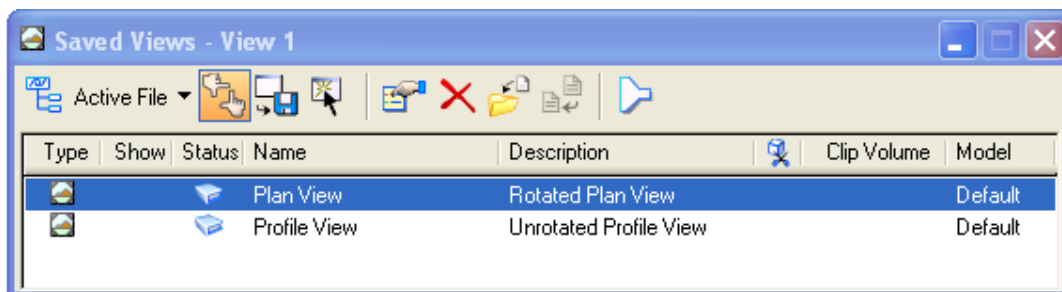 Saved Views - View 1
Active File
Type Show Status Name Description Clip Volume Model
Plan View Rotated Plan View Default
Profile View Unrotated Profile View Default